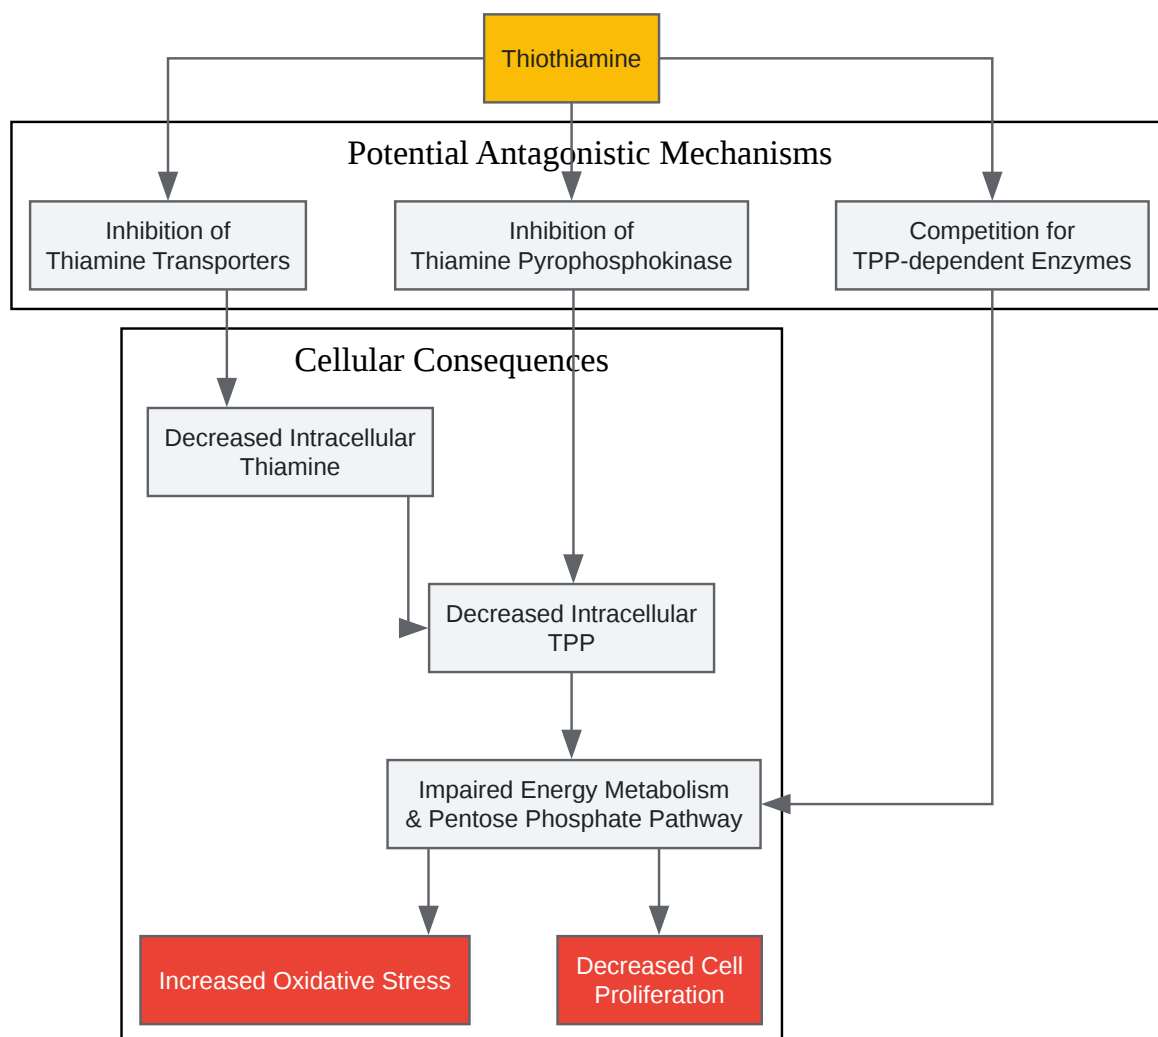 Thiothiamine
Potential Antagonistic Mechanisms
Inhibition of
Thiamine Transporters
Inhibition of
Thiamine Pyrophosphokinase
Competition for
TPP-dependent Enzymes
Cellular Consequences
Decreased Intracellular
Thiamine
Decreased Intracellular
TPP
Impaired Energy Metabolism
& Pentose Phosphate Pathway
Increased Oxidative Stress
Decreased Cell
Proliferation